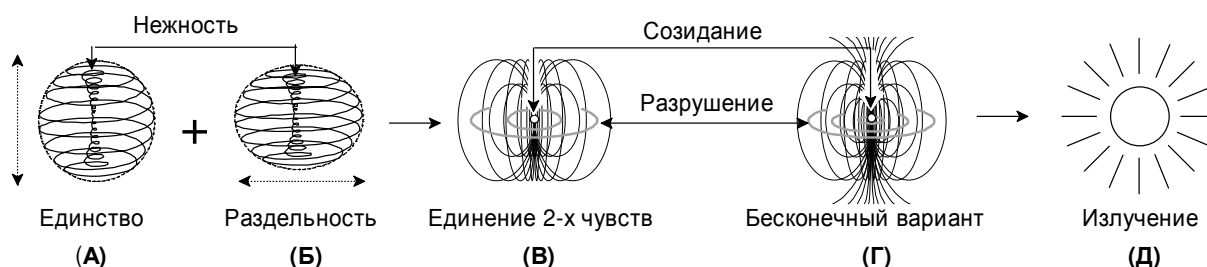 Нежность
Созидание
Разрушение
+
Единство
Раздельность
Единение 2-х чувств
Бесконечный вариант
Излучение
(А)
(Б)
(В)
(Г)
(Д)